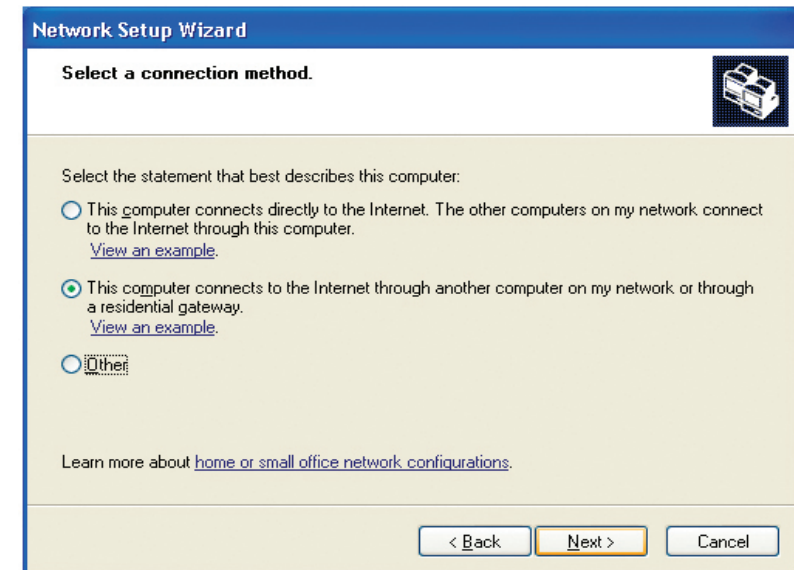 Network Setup Wizard
Select a connection method.
Select the statement that best describes this computer:
This computer connects directly to the Internet. The other computers on my network connect
to the Internet through this computer.
View an example.
This computer connects to the Internet through another computer on my network or through
a residential gateway.
View an example.
Other
Learn more about home or small office network configurations.
< Back Next > Cancel